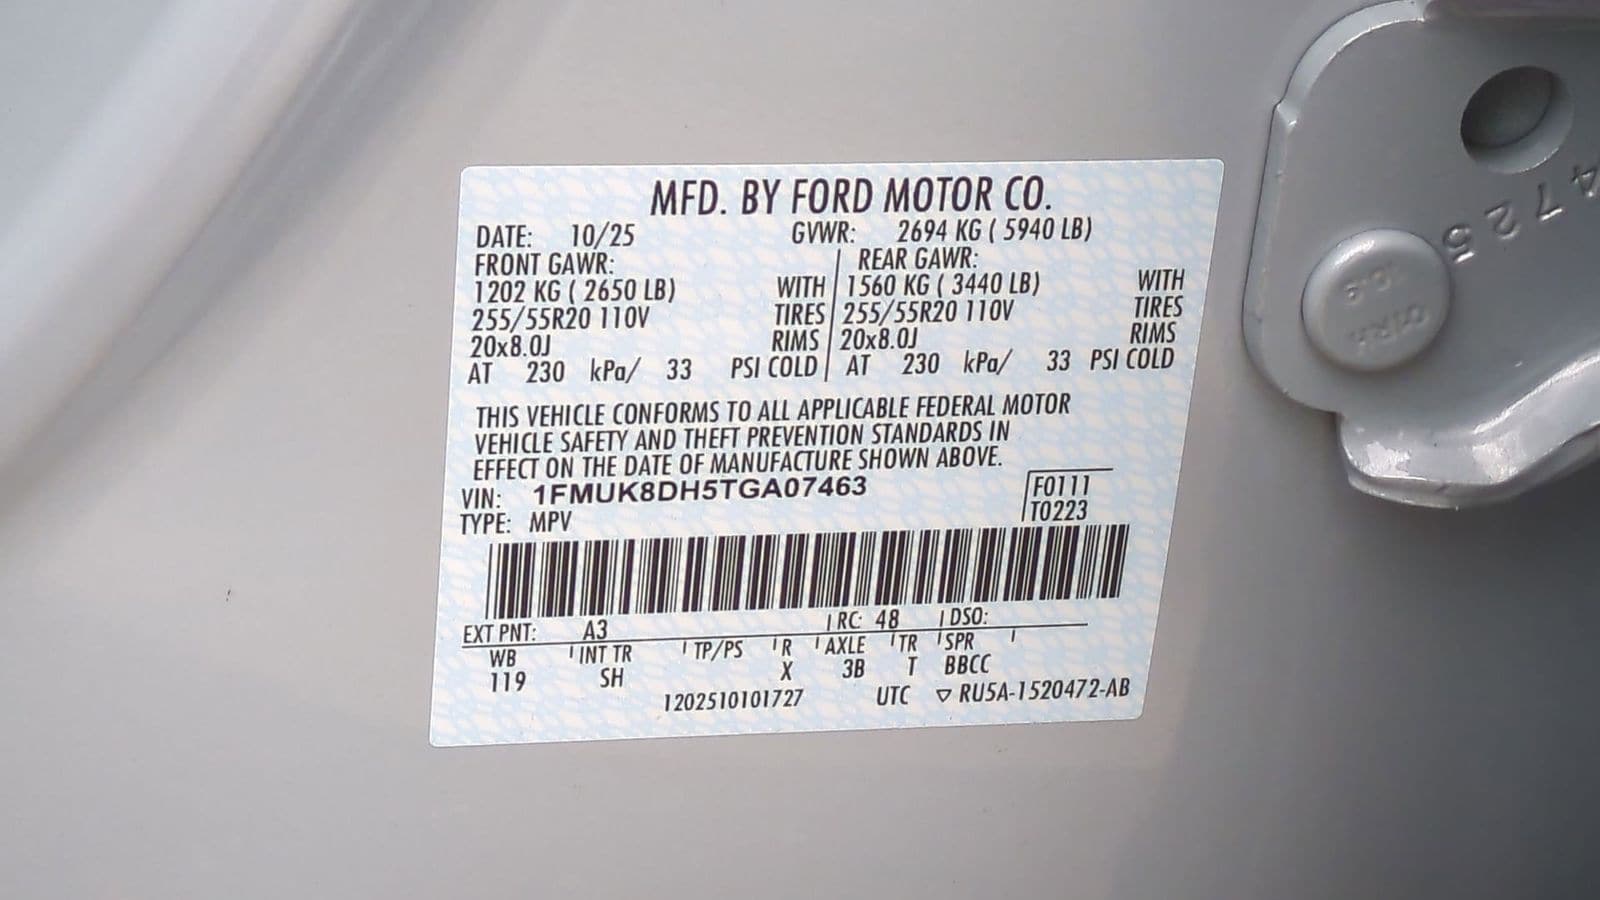 MFD. BY FORD MOTOR CO.
DATE: 10/25 GVWR: 2694 KG ( 5940 LB)
FRONT GAWR: REAR GAWR:
1202 KG ( 2650 LB) WITH 1560 KG ( 3440 LB) WITH
255/55R20 110V TIRES 255/55R20 110V TIRES
20x8.0J RIMS 20x8.0J RIMS
AT 230 kPa/ 33 PSI COLD AT 230 kPa/ 33 PSI COLD
THIS VEHICLE CONFORMS TO ALL APPLICABLE FEDERAL MOTOR
VEHICLE SAFETY AND THEFT PREVENTION STANDARDS IN
EFFECT ON THE DATE OF MANUFACTURE SHOWN ABOVE.
VIN: 1FMUK8DH5TGA07463 F0111
TYPE: MPV T0223
EXT PNT: A3 RC: 48 DSO:
WB INT TR TP/PS R AXLE TR SPR
119 SH X 3B T BBCC
1202510101727 UTC ▽ RU5A-1520472-AB
4725
10.9